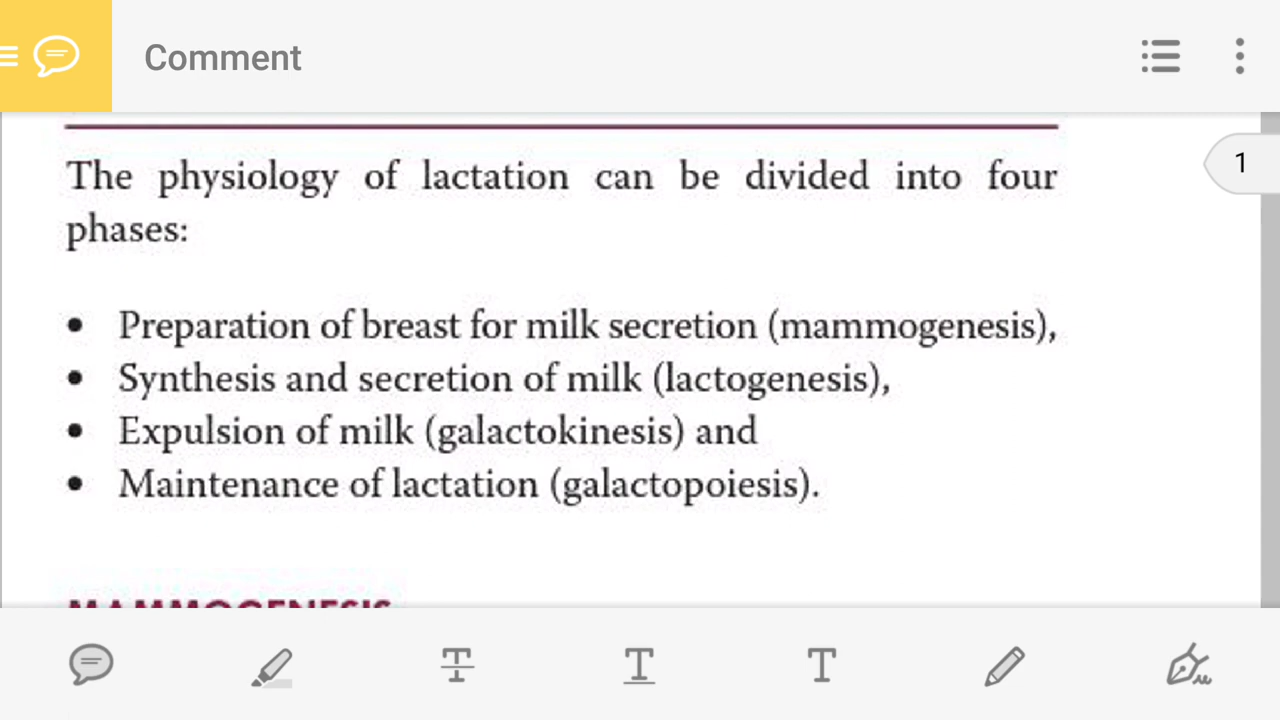 Comment
1
The physiology of lactation can be divided into four
phases:
• Preparation of breast for milk secretion (mammogenesis),
• Synthesis and secretion of milk (lactogenesis),
• Expulsion of milk (galactokinesis) and
• Maintenance of lactation (galactopoiesis).
MAMMOGENESIS